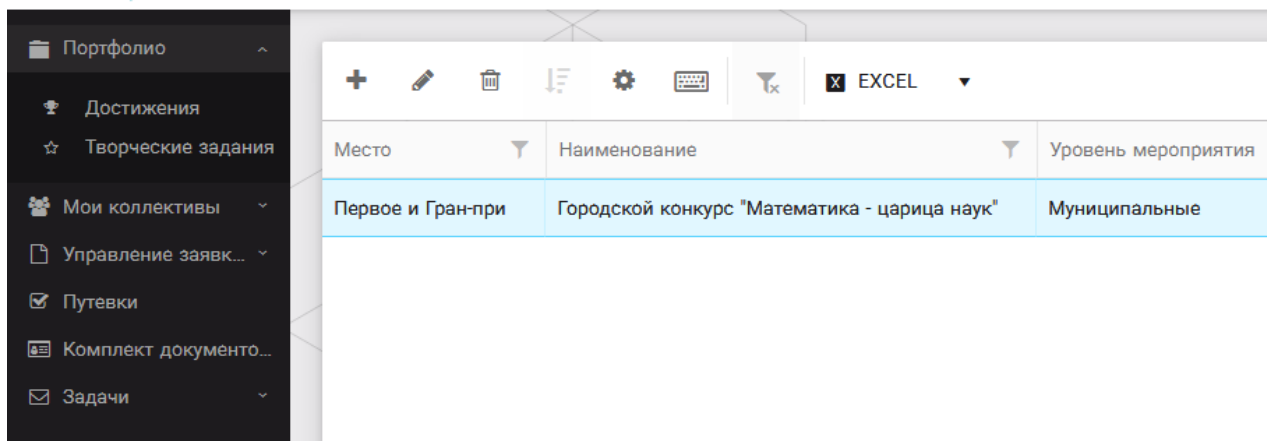 Портфолио
Достижения
Творческие задания
Мои коллективы
Управление заявк...
Путевки
Комплект документо...
Задачи
X EXCEL
Место Наименование Уровень мероприятия
Первое и Гран-при Городской конкурс "Математика - царица наук" Муниципальные